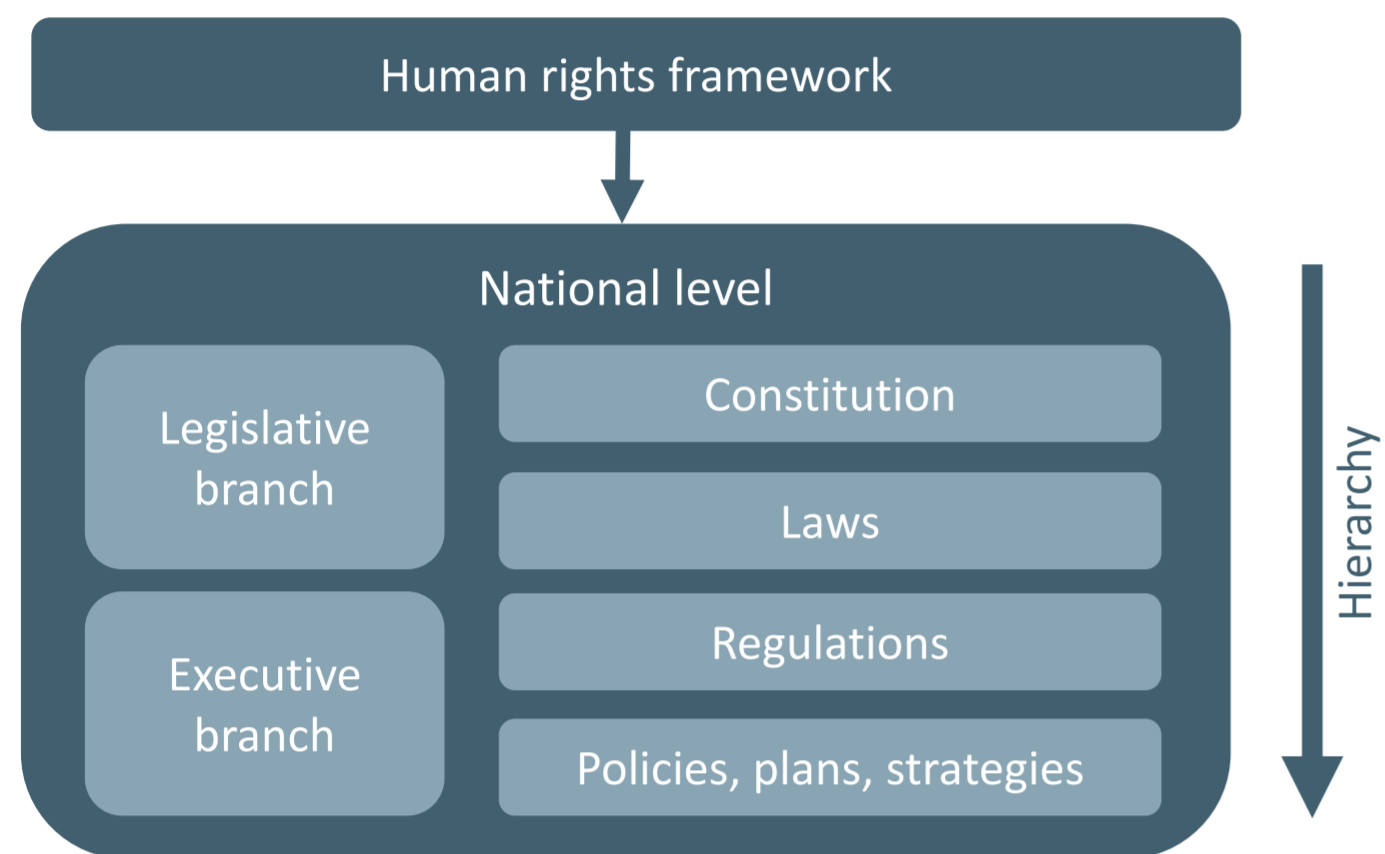 Human rights framework
National level
Legislative
branch
Constitution
Laws
Executive
branch
Regulations
Policies, plans, strategies
Hierarchy